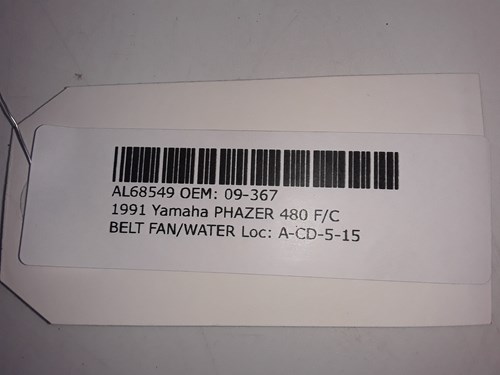 AL68549 OEM: 09-367
1991 Yamaha PHAZER 480 F/C
BELT FAN/WATER Loc: A-CD-5-15